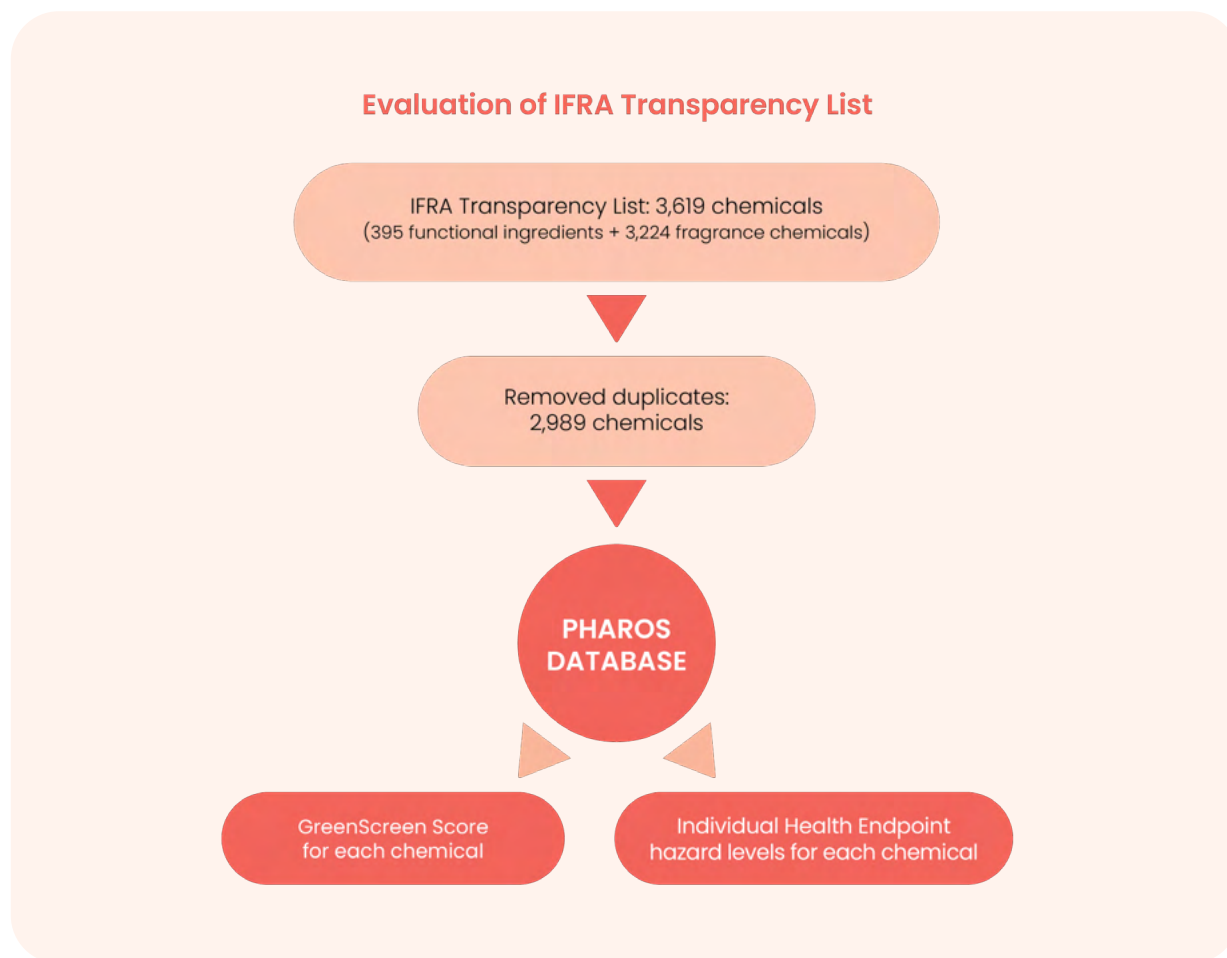 Evaluation of IFRA Transparency List
IFRA Transparency List: 3,619 chemicals
(395 functional ingredients + 3,224 fragrance chemicals)
Removed duplicates:
2,989 chemicals
PHAROS
DATABASE
GreenScreen Score
for each chemical
Individual Health Endpoint
hazard levels for each chemical